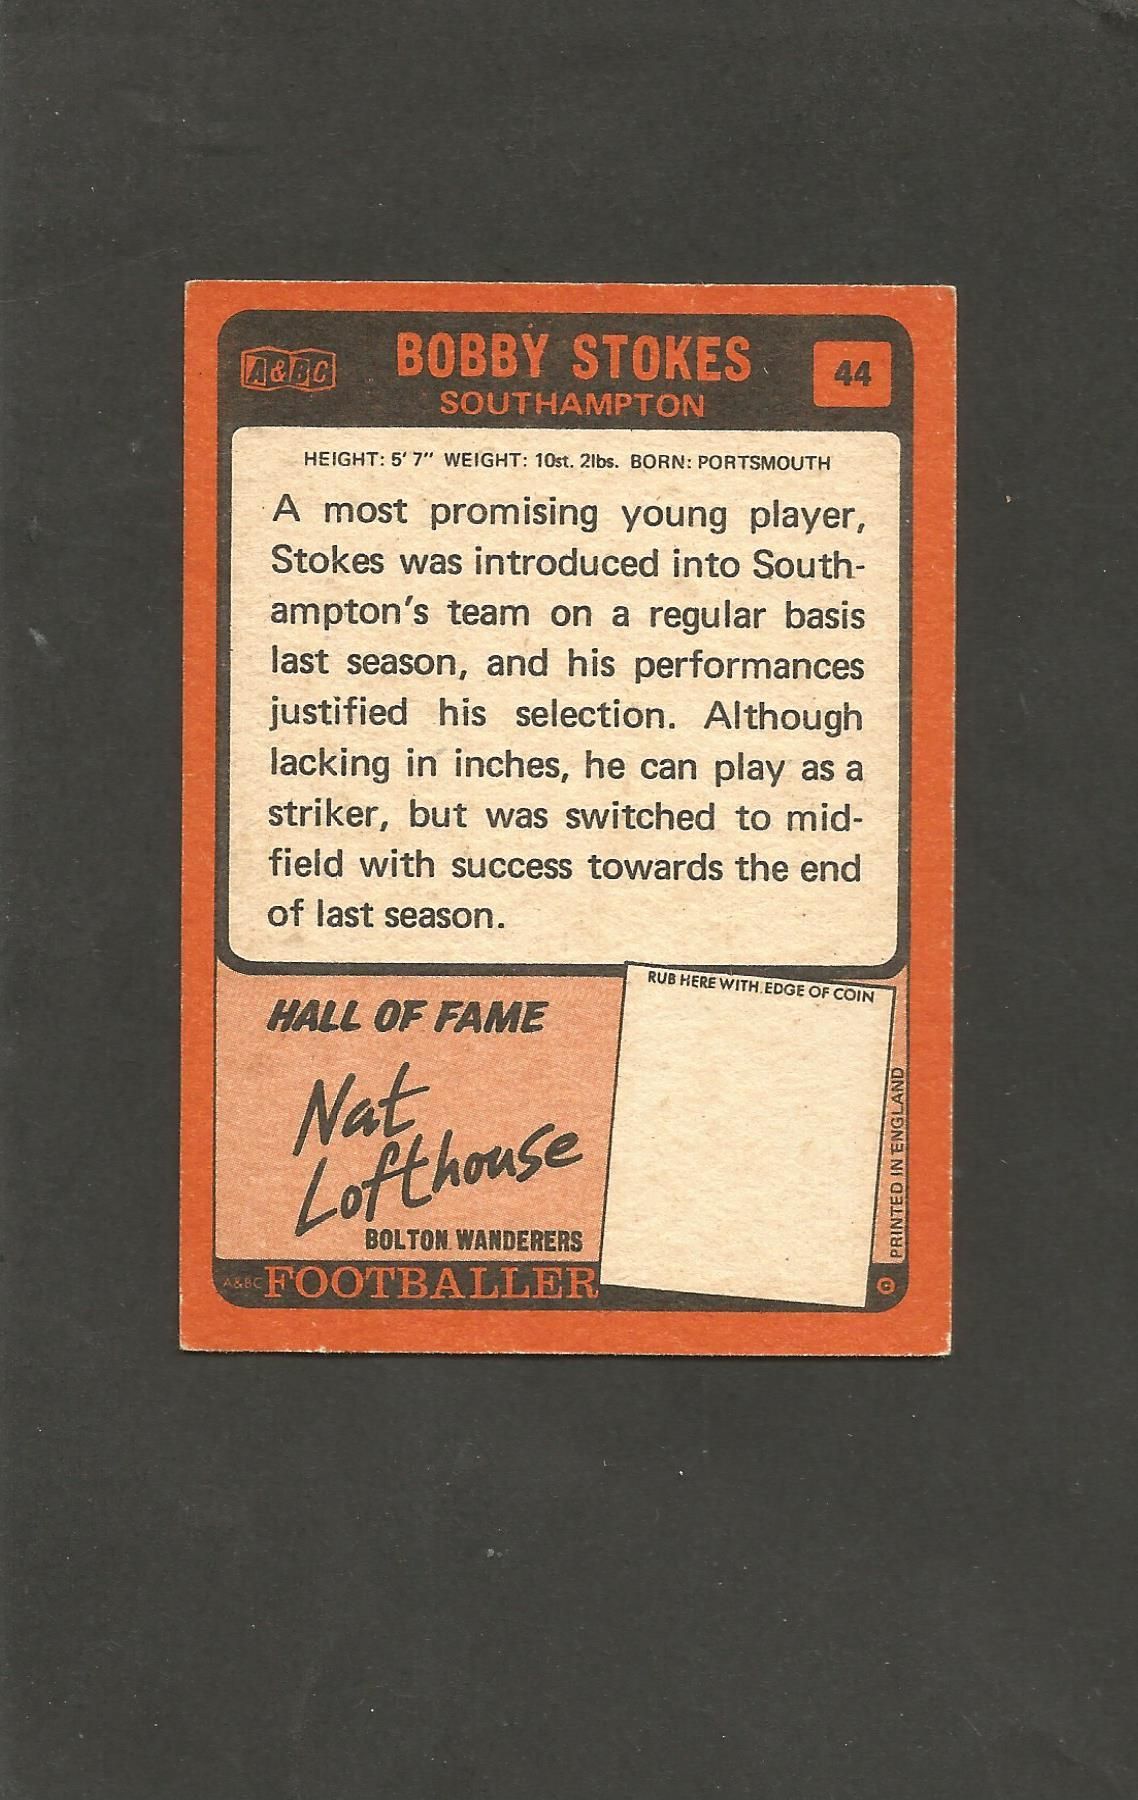 A&BC
BOBBY STOKES
44
SOUTHAMPTON
HEIGHT: 5' 7" WEIGHT: 10st. 2lbs. BORN: PORTSMOUTH
A most promising young player,
Stokes was introduced into South-
ampton's team on a regular basis
last season, and his performances
justified his selection. Although
lacking in inches, he can play as a
striker, but was switched to mid-
field with success towards the end
of last season.
RUB HERE WITH EDGE OF COIN
HALL OF FAME
Nat
Lofthouse
BOLTON WANDERERS
PRINTED IN ENGLAND
A&BC FOOTBALLER
©